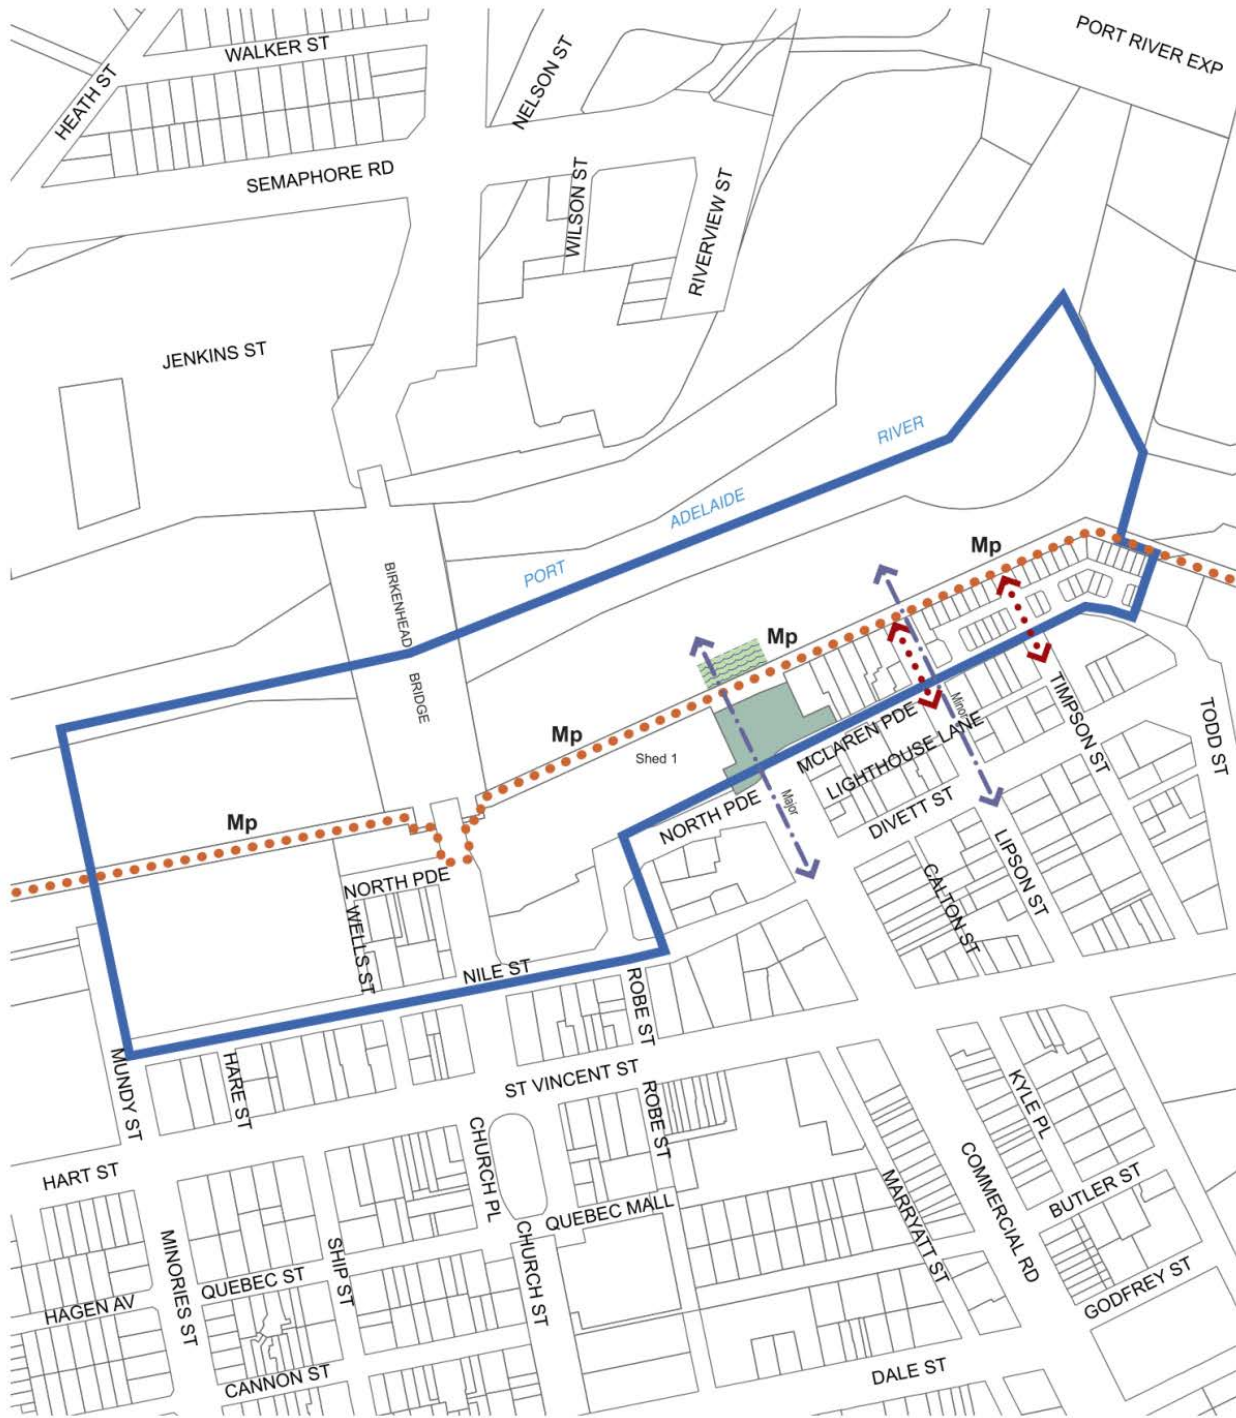 PORT RIVER EXP
WALKER ST
HEATH ST
NELSON ST
SEMAPHORE RD
WILSON ST
RIVERVIEW ST
JENKINS ST
PORT
ADELAIDE
RIVER
BIRKENHEAD
BRIDGE
Mp
Mp
Mp
Mp
Shed 1
Major
Minor
MCLAREN PDE
LIGHTHOUSE LANE
TIMPSON ST
TODD ST
NORTH PDE
DIVETT ST
LIPSON ST
CALTON ST
NORTH PDE
WELLS ST
NILE ST
ROBE ST
MUNDY ST
HARE ST
ST VINCENT ST
ROBE ST
KYLE PL
HART ST
CHURCH PL
COMMERCIAL RD
MARRYATT ST
BUTLER ST
QUEBEC MALL
MINORIES ST
SHIP ST
CHURCH ST
QUEBEC ST
HAGEN AV
GODFREY ST
CANNON ST
DALE ST